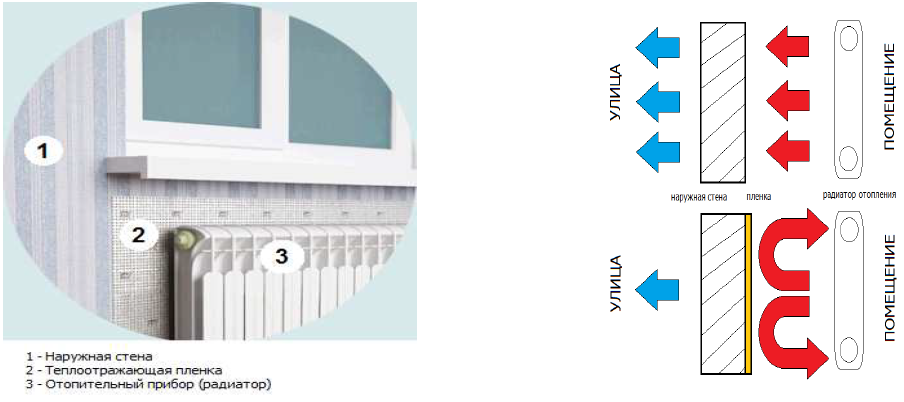 1
2
3
1 - Наружная стена
2 - Теплоотражающая пленка
3 - Отопительный прибор (радиатор)
УЛИЦА
ПОМЕЩЕНИЕ
наружная стена пленка радиатор отопления
УЛИЦА
ПОМЕЩЕНИЕ